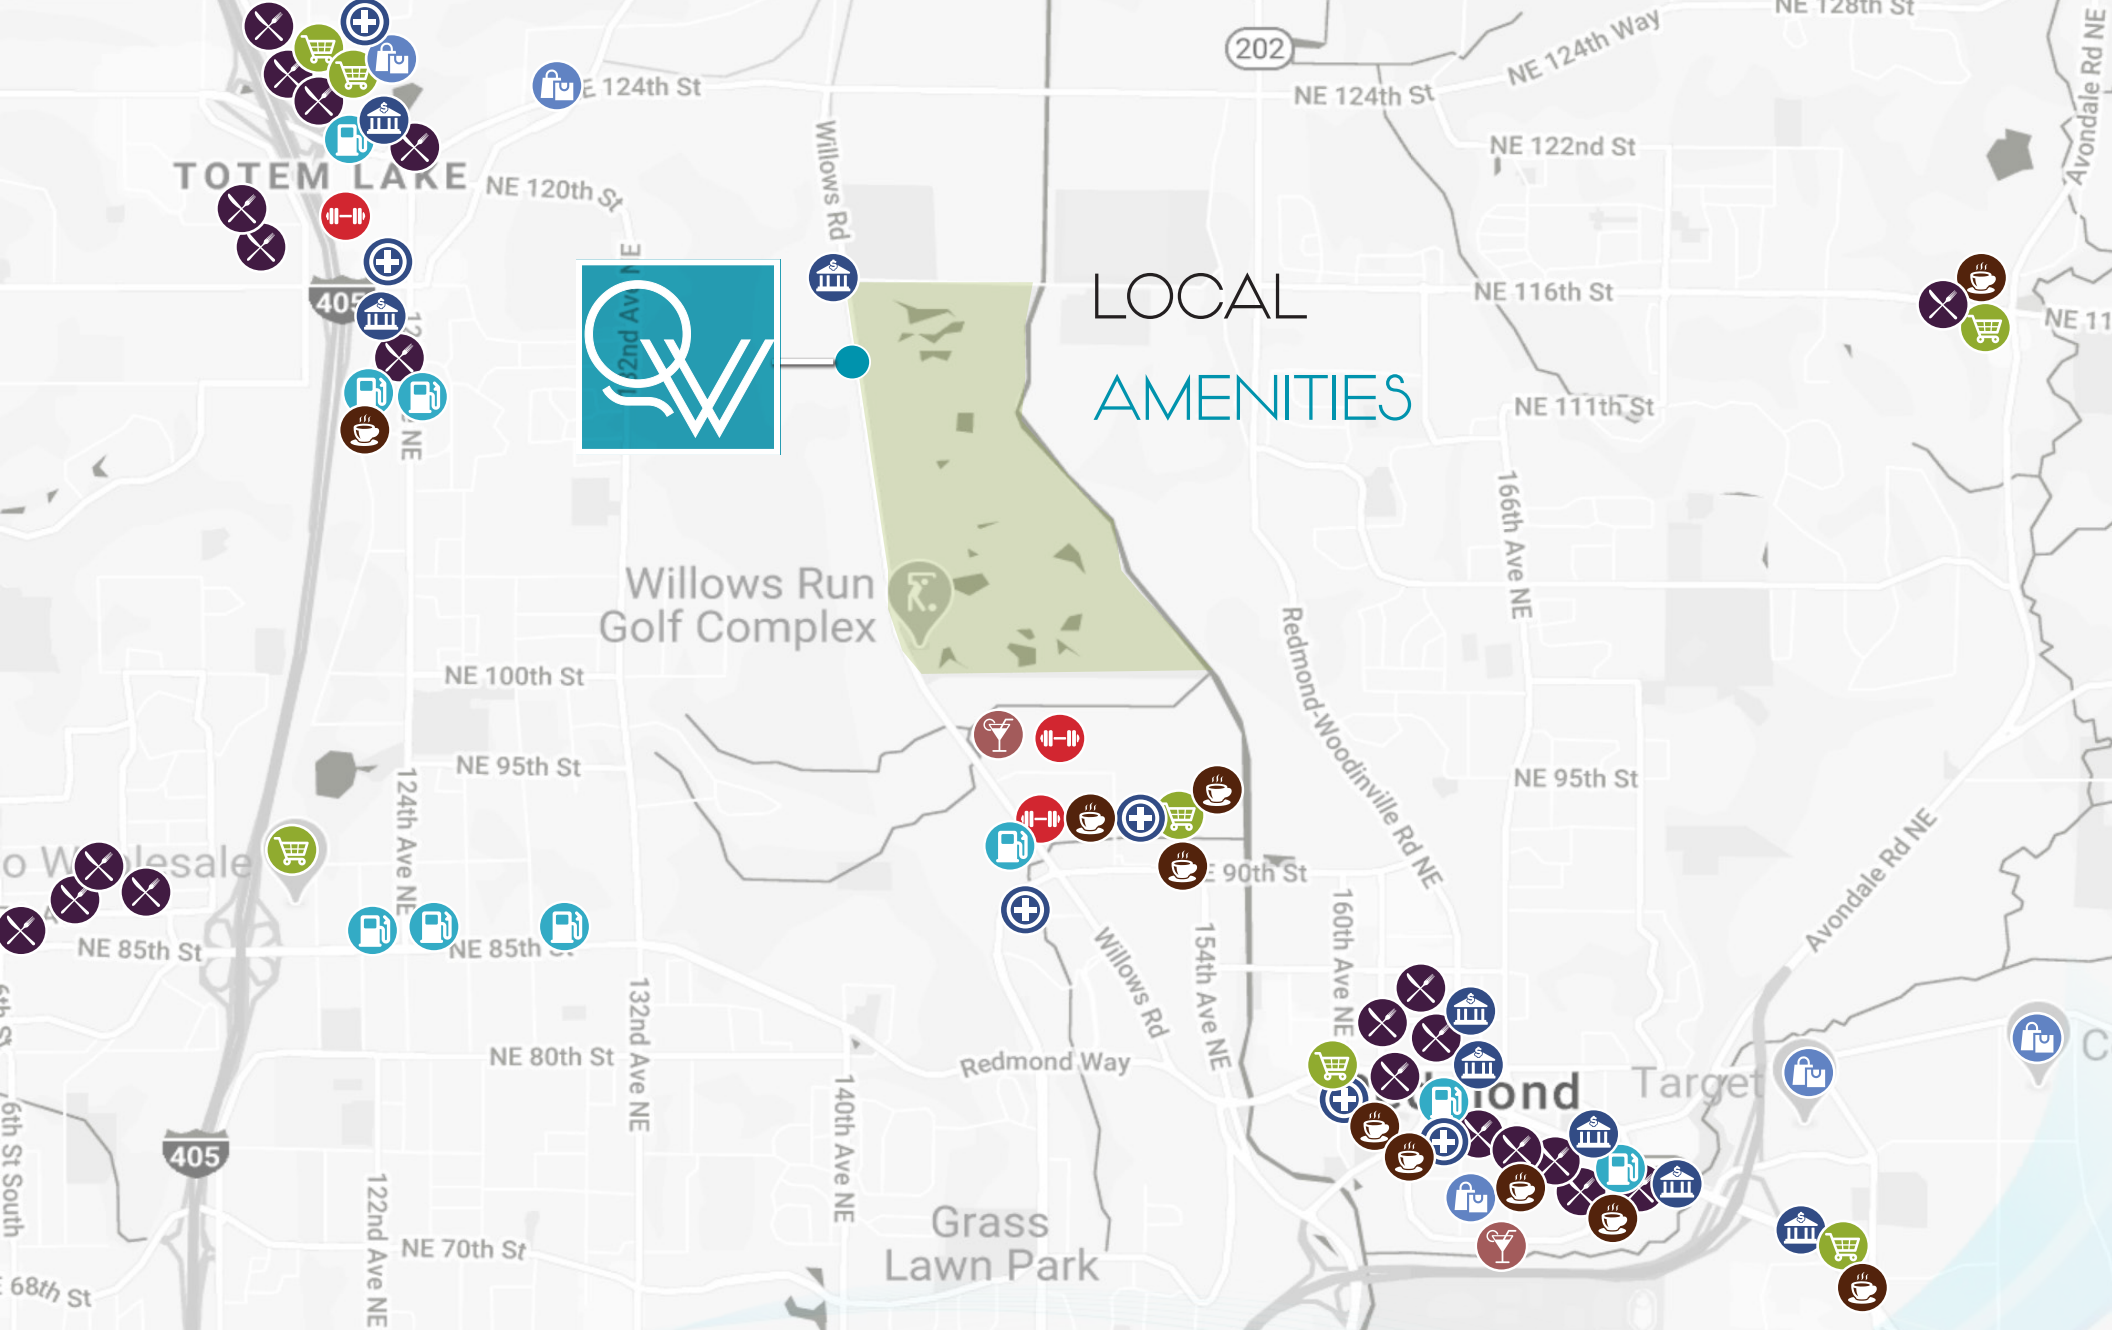 NE 128th St
202
NE 124th Way
E 124th St
NE 124th St
Avondale Rd NE
Willows Rd
NE 122nd St
TOTEM LAKE
NE 120th St
QW
LOCAL
AMENITIES
405
NE 116th St
NE 11
NE
NE 111th St
166th Ave NE
Willows Run
Golf Complex
Redmond-Woodinville Rd NE
NE 100th St
NE 95th St
NE 95th St
124th Ave NE
Avondale Rd NE
90th St
NE 85th St
NE 85th
160th Ave NE
154th Ave NE
Willows Rd
132nd Ave NE
NE 80th St
Redmond Way
Target
C
140th Ave NE
6th St South
405
122nd Ave NE
Grass
Lawn Park
NE 70th St
68th St